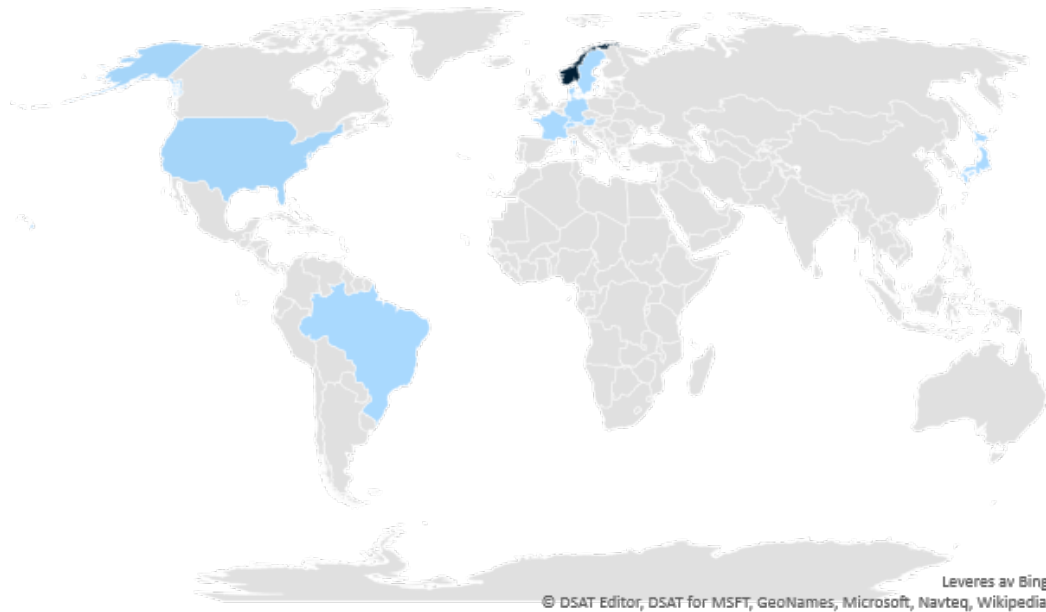 Leveres av Bing
© DSAT Editor, DSAT for MSFT, GeoNames, Microsoft, Navteq, Wikipedia